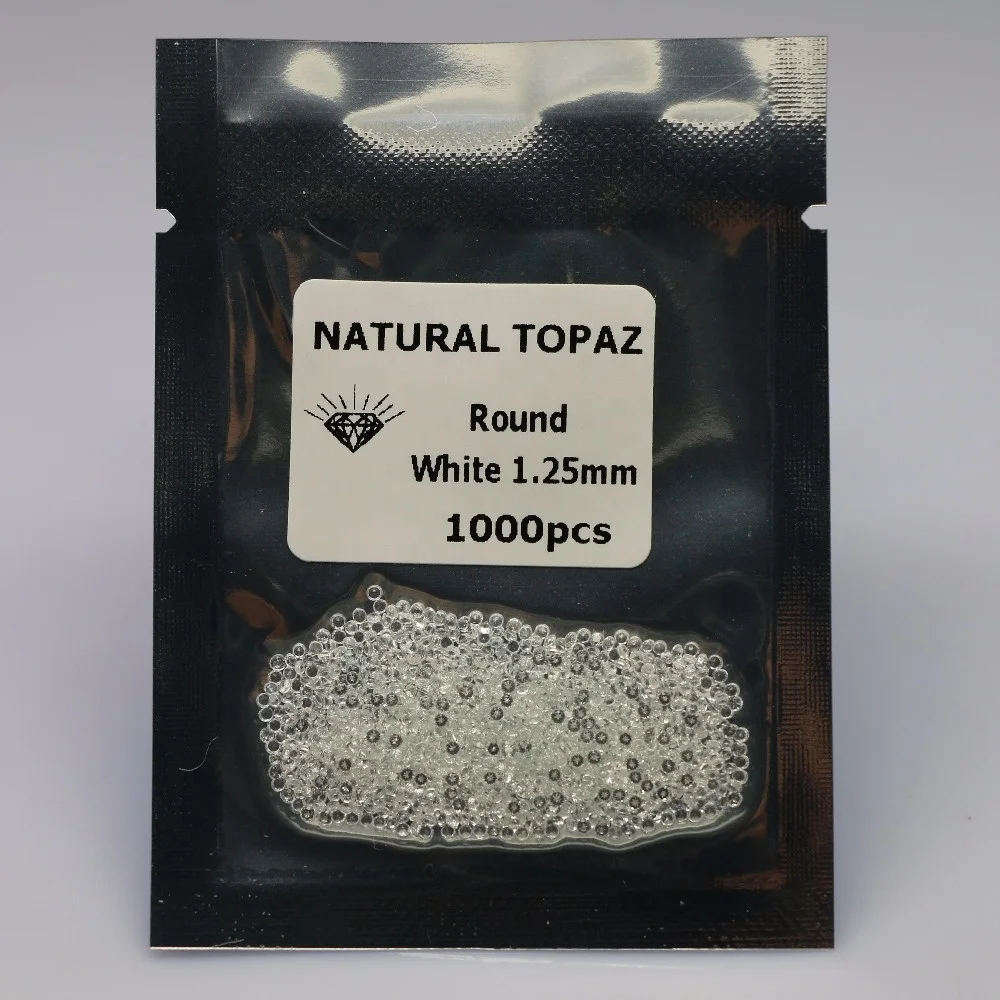 NATURAL TOPAZ
Round
White 1.25mm
1000pcs